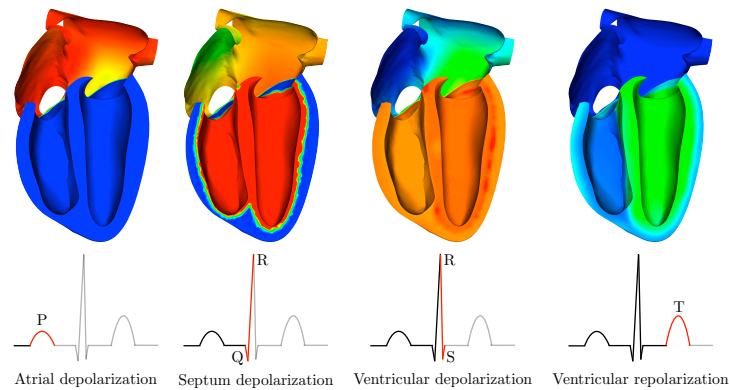 P
R
Q
R
S
T
Atrial depolarization
Septum depolarization
Ventricular depolarization
Ventricular repolarization